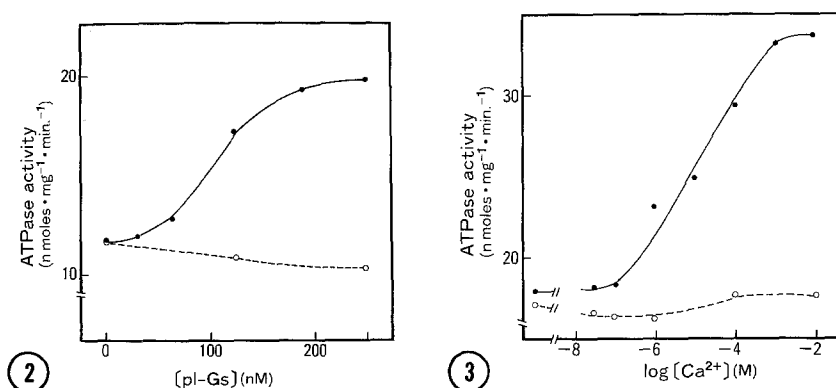 20
10
ATPase activity
(n moles•mg⁻¹•min.⁻¹)
0
100
200
[pl-Gs](nM)
2
30
20
ATPase activity
(n moles•mg⁻¹•min.⁻¹)
-8
-6
-4
-2
log[Ca²⁺](M)
3